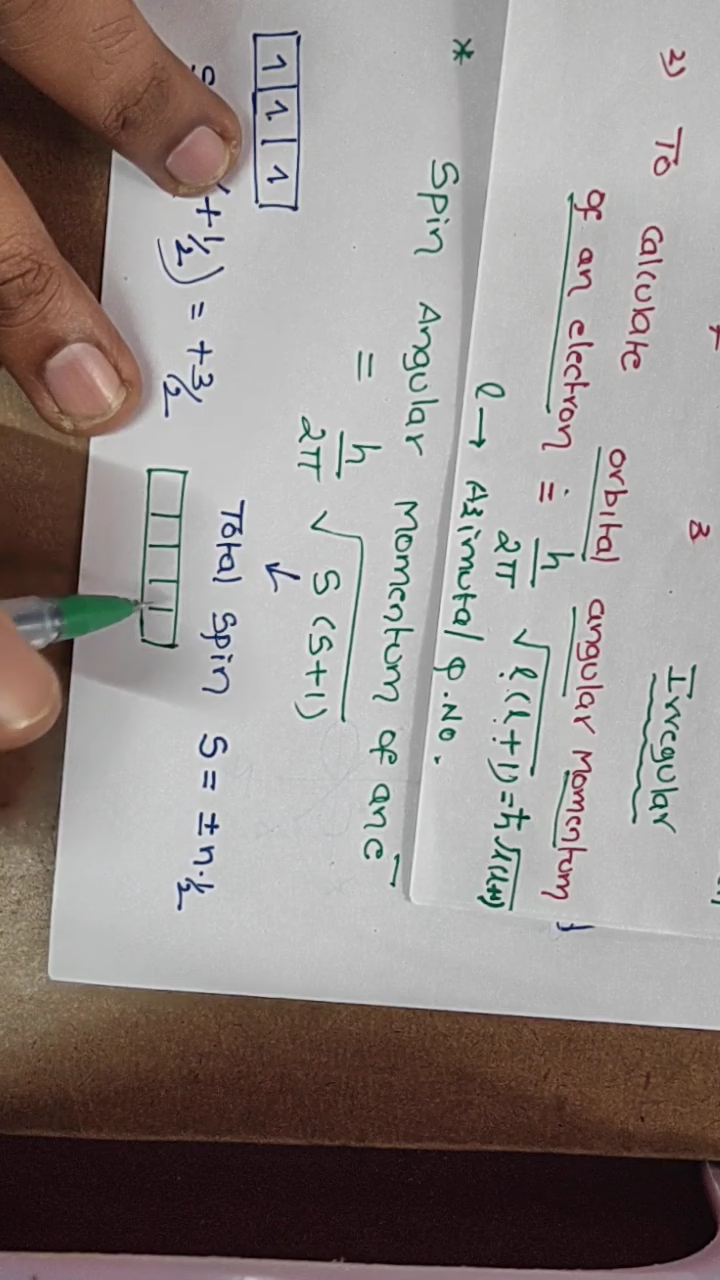 3
Irregular
2) To Calculate orbital angular Momentum
of an electron = h/2π √l(l+1) = ħ√l(l+1)
l → Azimutal Q.No.
* Spin Angular Momentum of an e⁻
= h/2π √S(S+1)
1 1 1
Total Spin S = ±n.½
+½) = +3/2